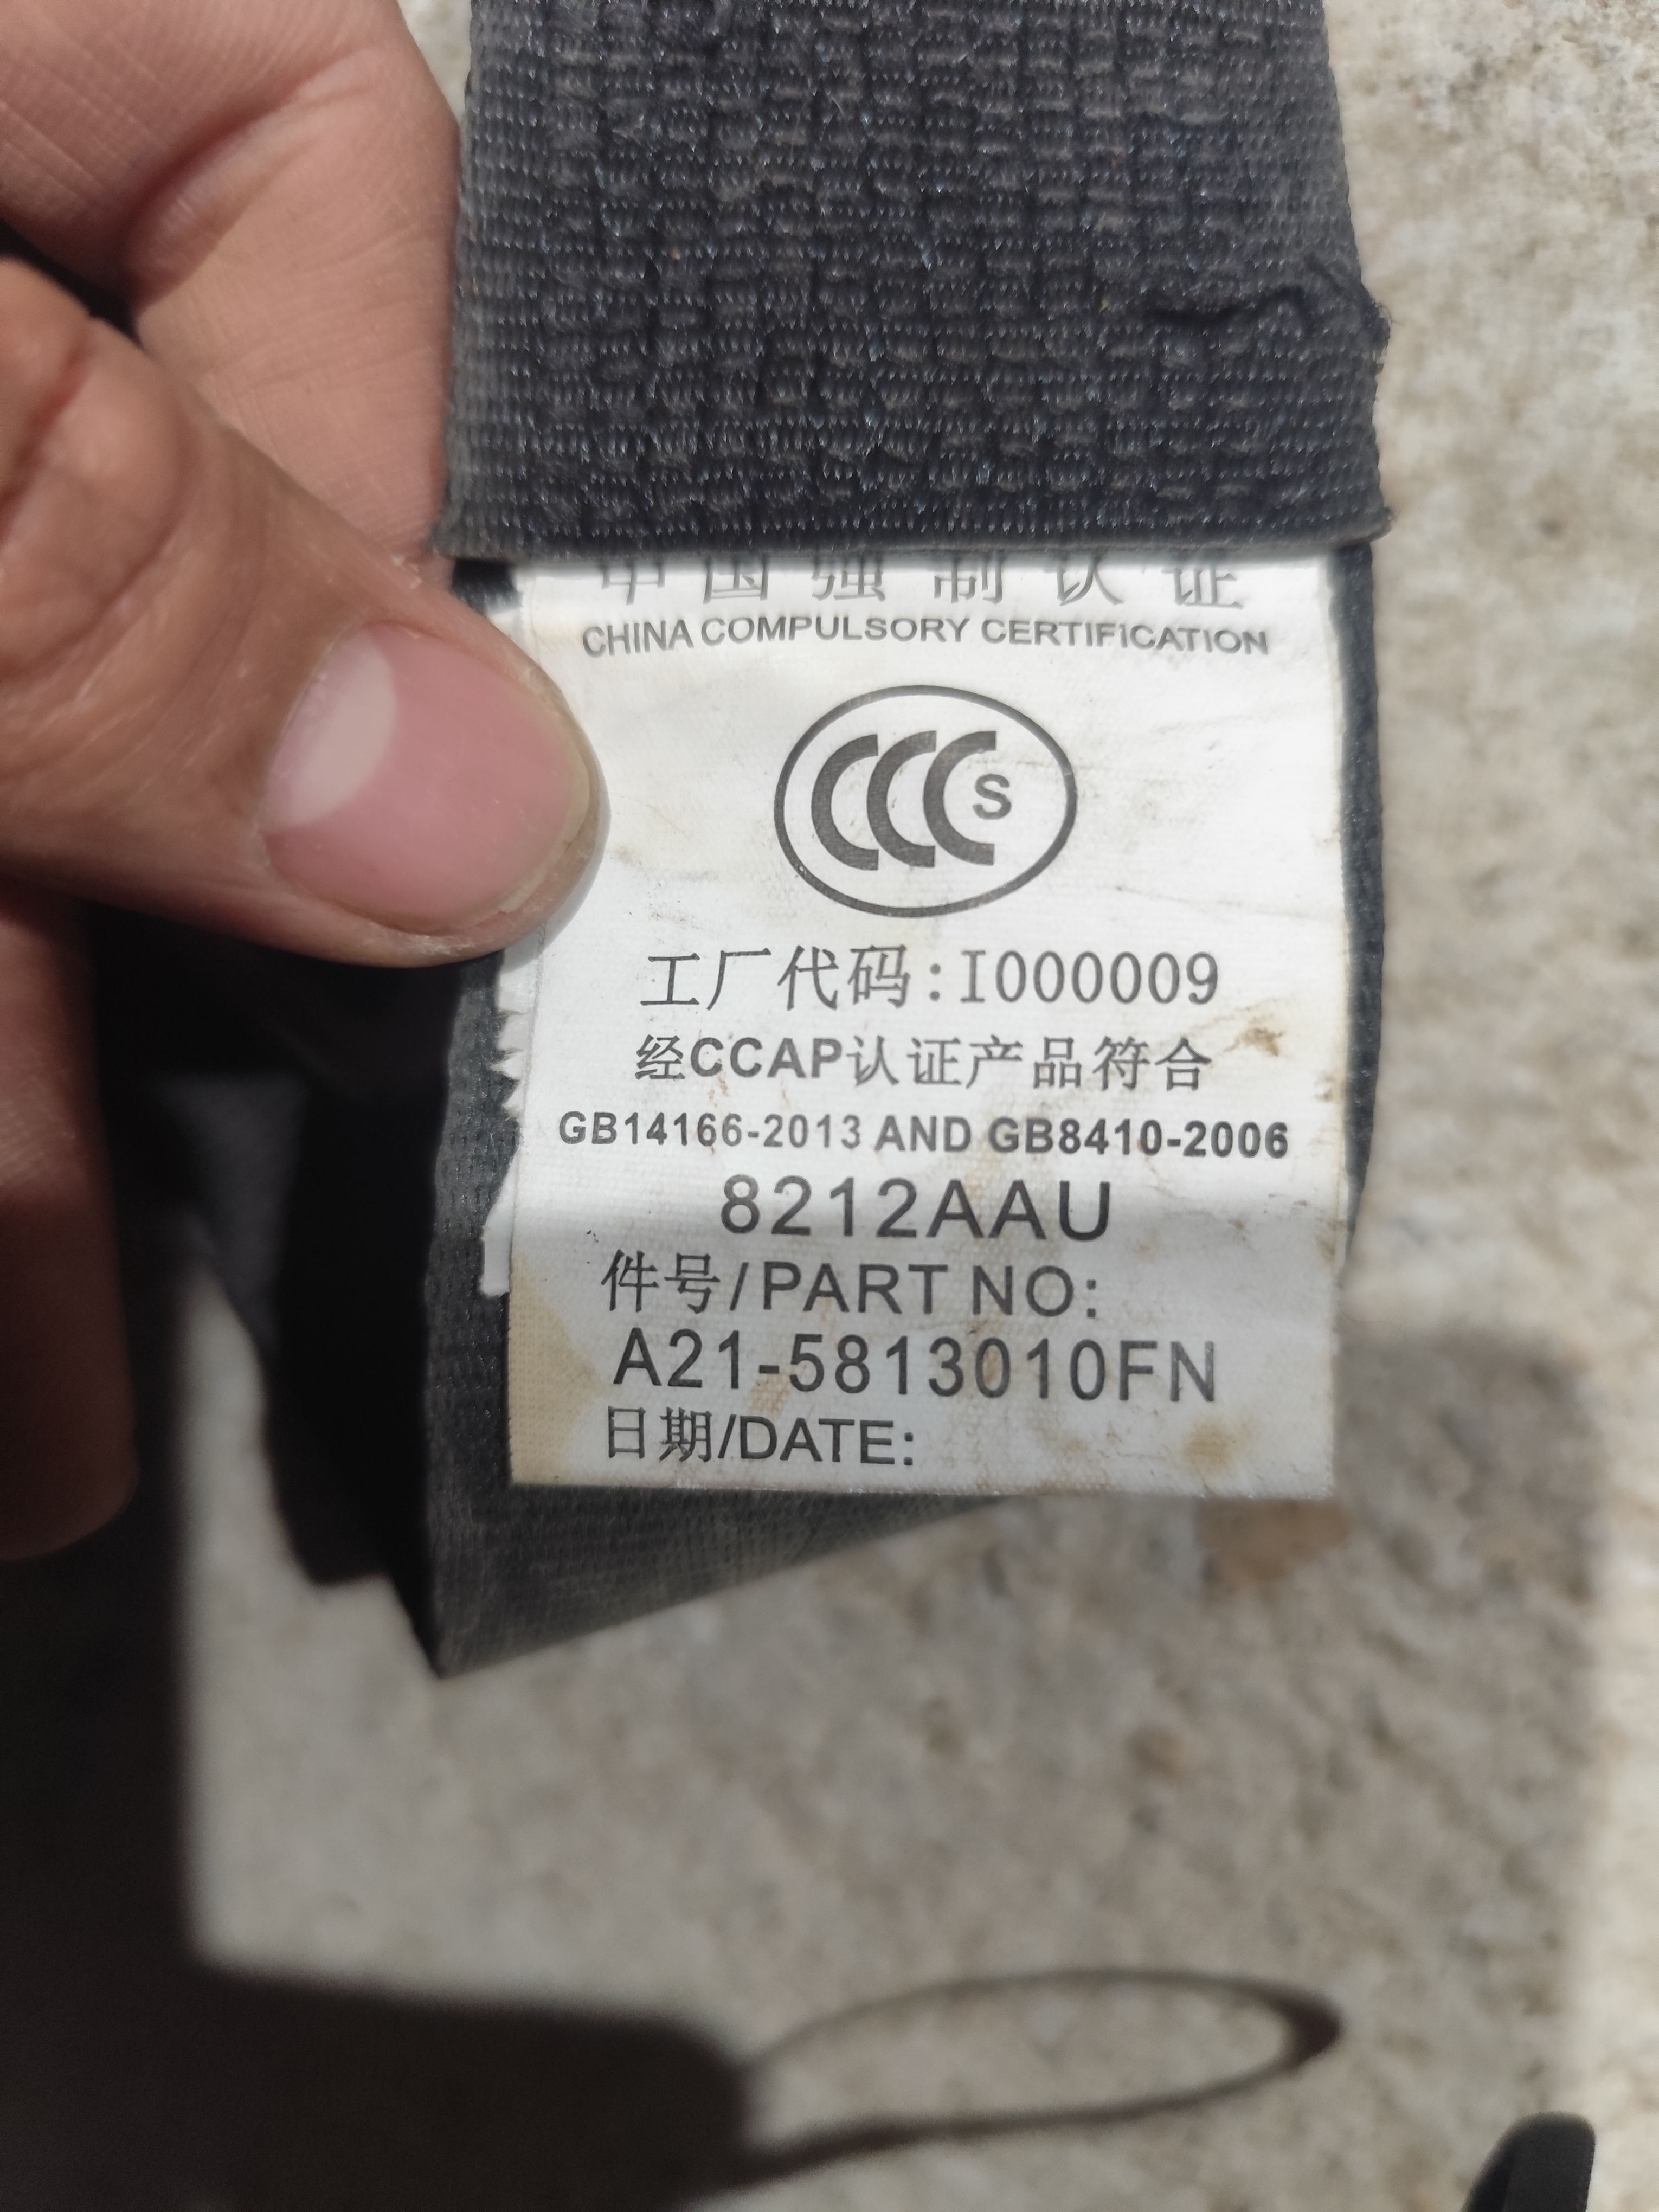 中国强制认证
CHINA COMPULSORY CERTIFICATION
CCC S
工厂代码:I000009
经CCAP认证产品符合
GB14166-2013 AND GB8410-2006
8212AAU
件号/PART NO:
A21-5813010FN
日期/DATE: